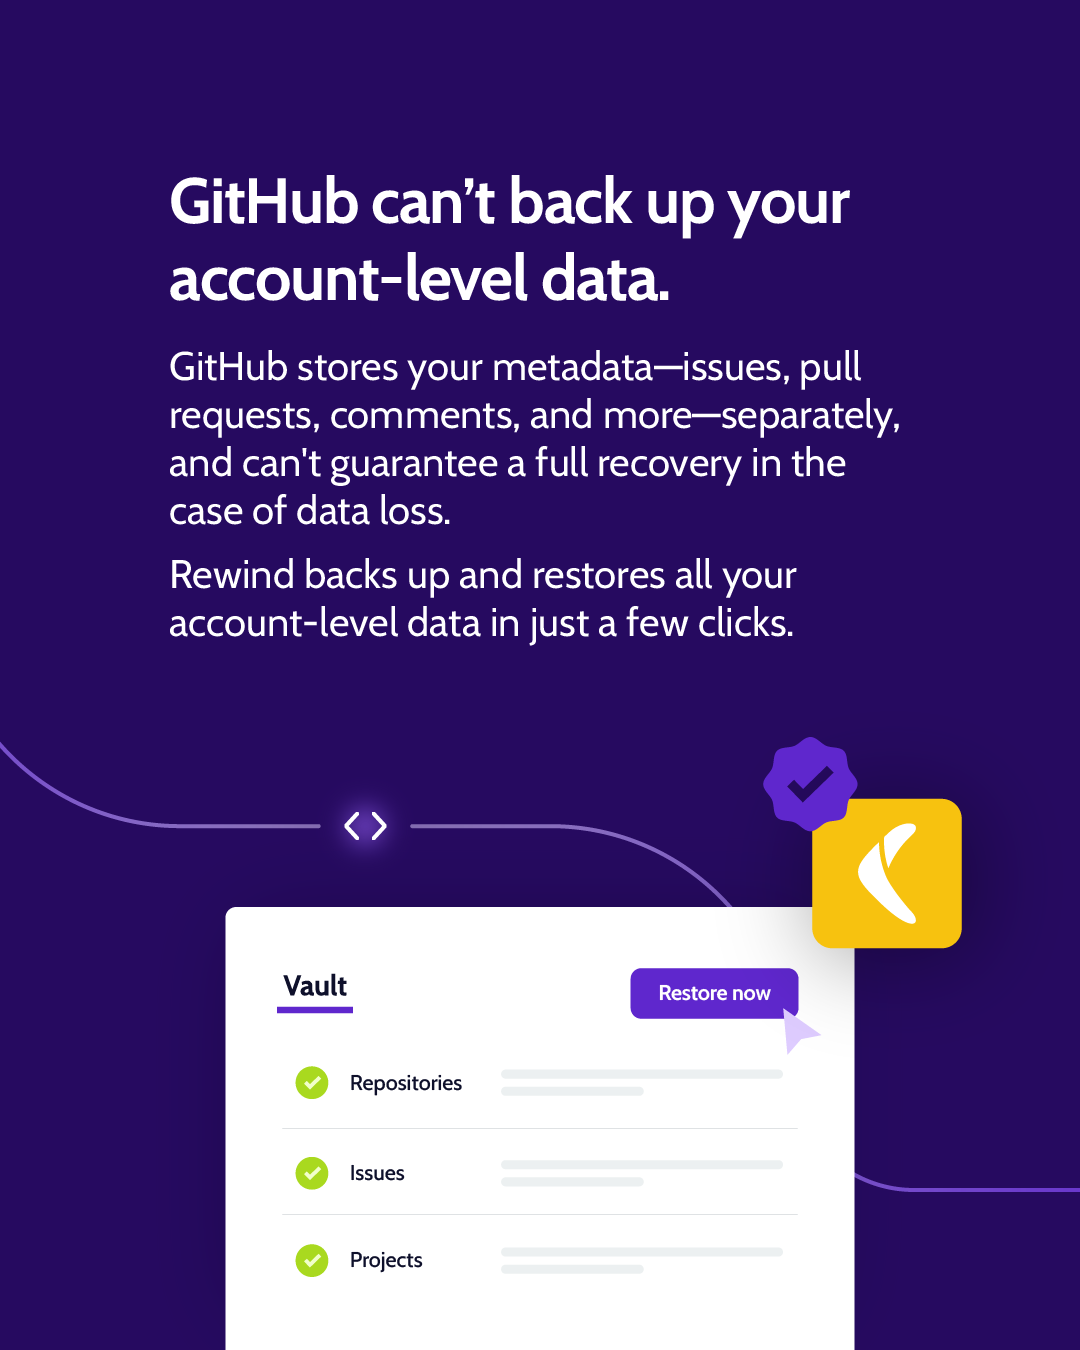 GitHub can’t back up your
account-level data.
GitHub stores your metadata—issues, pull
requests, comments, and more—separately,
and can't guarantee a full recovery in the
case of data loss.
Rewind backs up and restores all your
account-level data in just a few clicks.
Vault
Restore now
Repositories
Issues
Projects